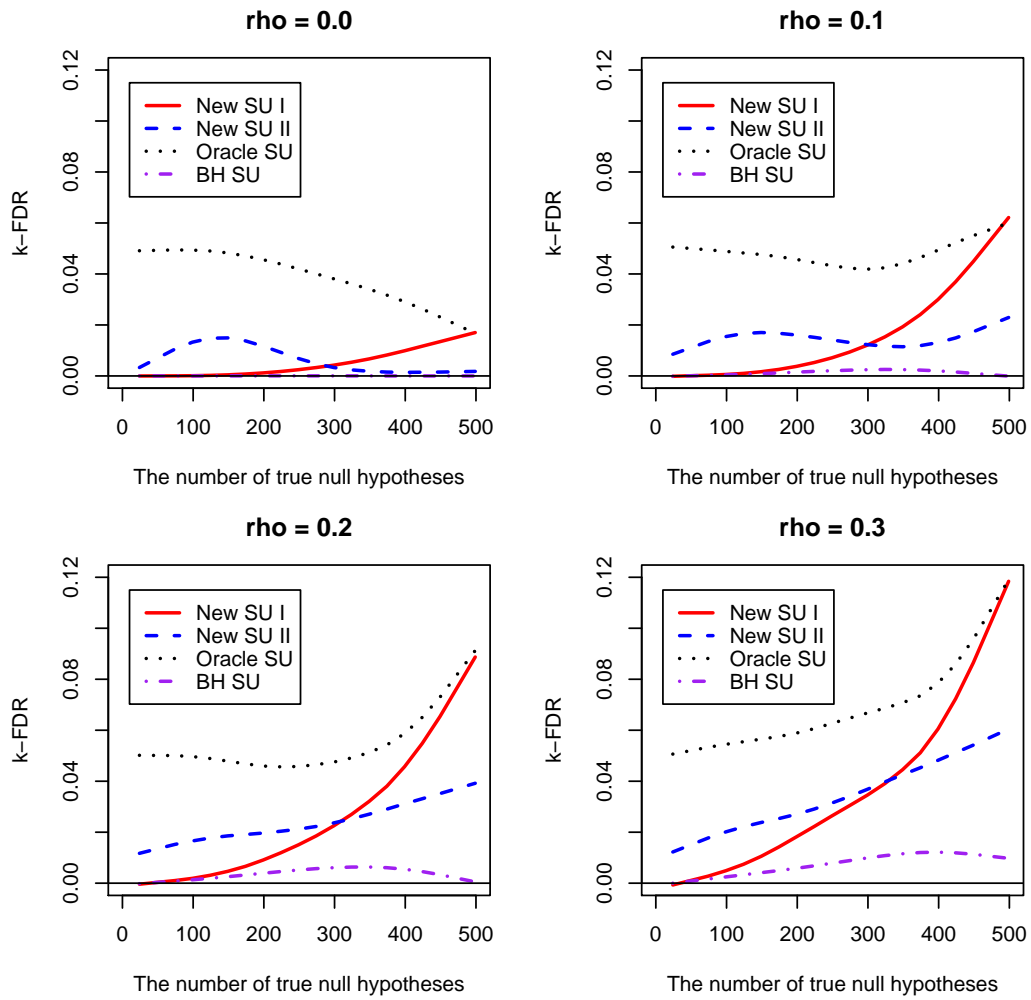 rho = 0.0
k−FDR
0.12
0.08
0.04
0.00
New SU I
New SU II
Oracle SU
BH SU
0 100 200 300 400 500
The number of true null hypotheses
rho = 0.1
k−FDR
0.12
0.08
0.04
0.00
New SU I
New SU II
Oracle SU
BH SU
0 100 200 300 400 500
The number of true null hypotheses
rho = 0.2
k−FDR
0.12
0.08
0.04
0.00
New SU I
New SU II
Oracle SU
BH SU
0 100 200 300 400 500
The number of true null hypotheses
rho = 0.3
k−FDR
0.12
0.08
0.04
0.00
New SU I
New SU II
Oracle SU
BH SU
0 100 200 300 400 500
The number of true null hypotheses